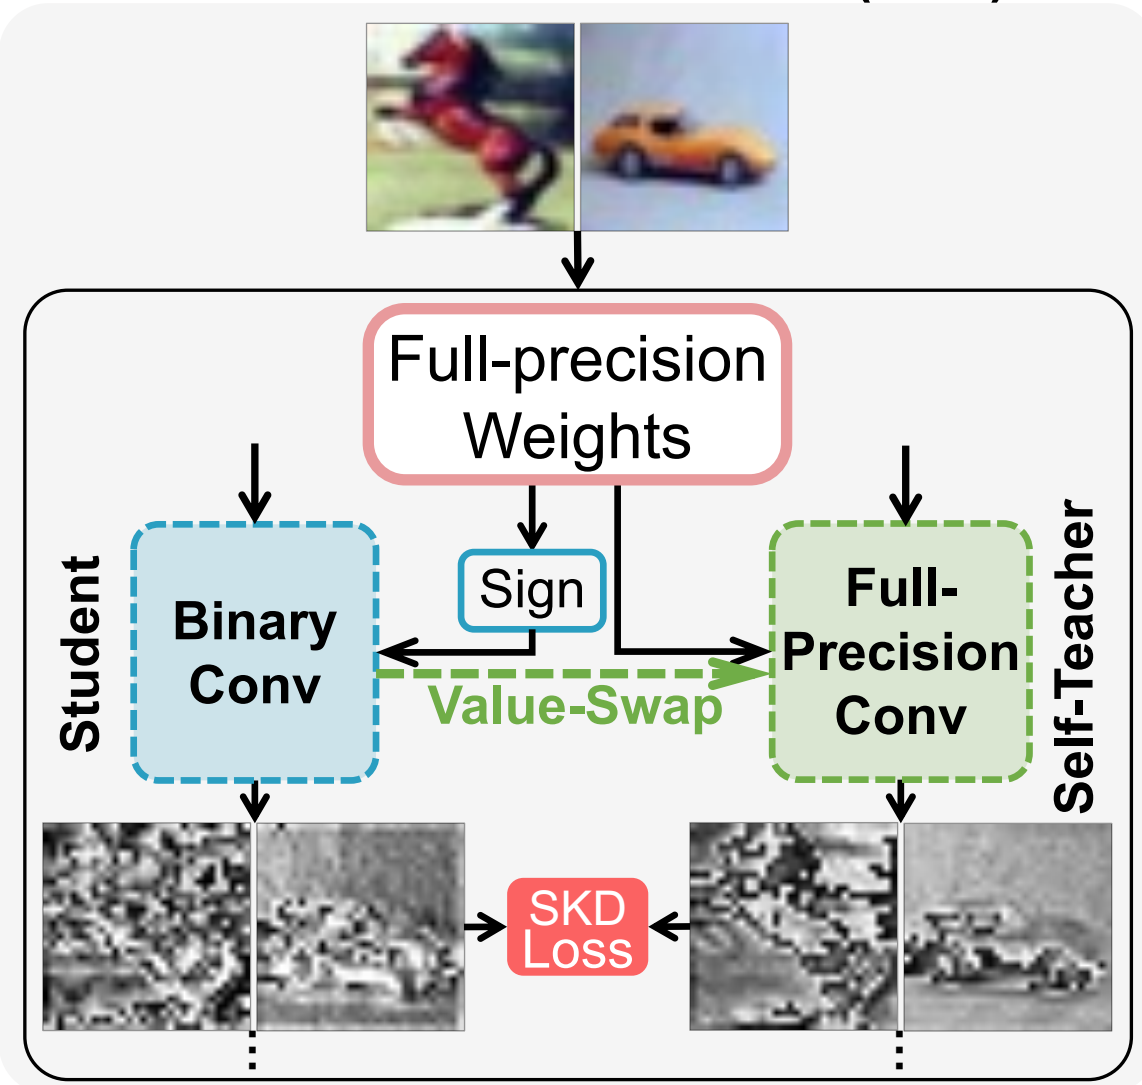 Full-precision
Weights
Sign
Student
Binary
Conv
Value-Swap
Full-
Precision
Conv
Self-Teacher
SKD
Loss